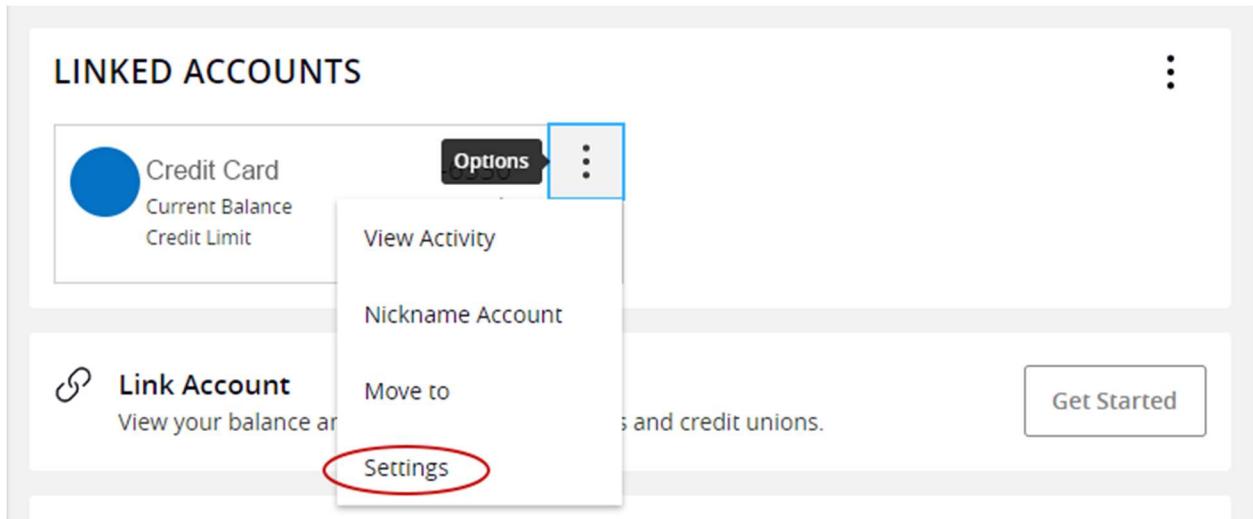 LINKED ACCOUNTS
Credit Card
Options
Current Balance
Credit Limit
View Activity
Nickname Account
Link Account
Move to
Get Started
View your balance and credit unions.
Settings